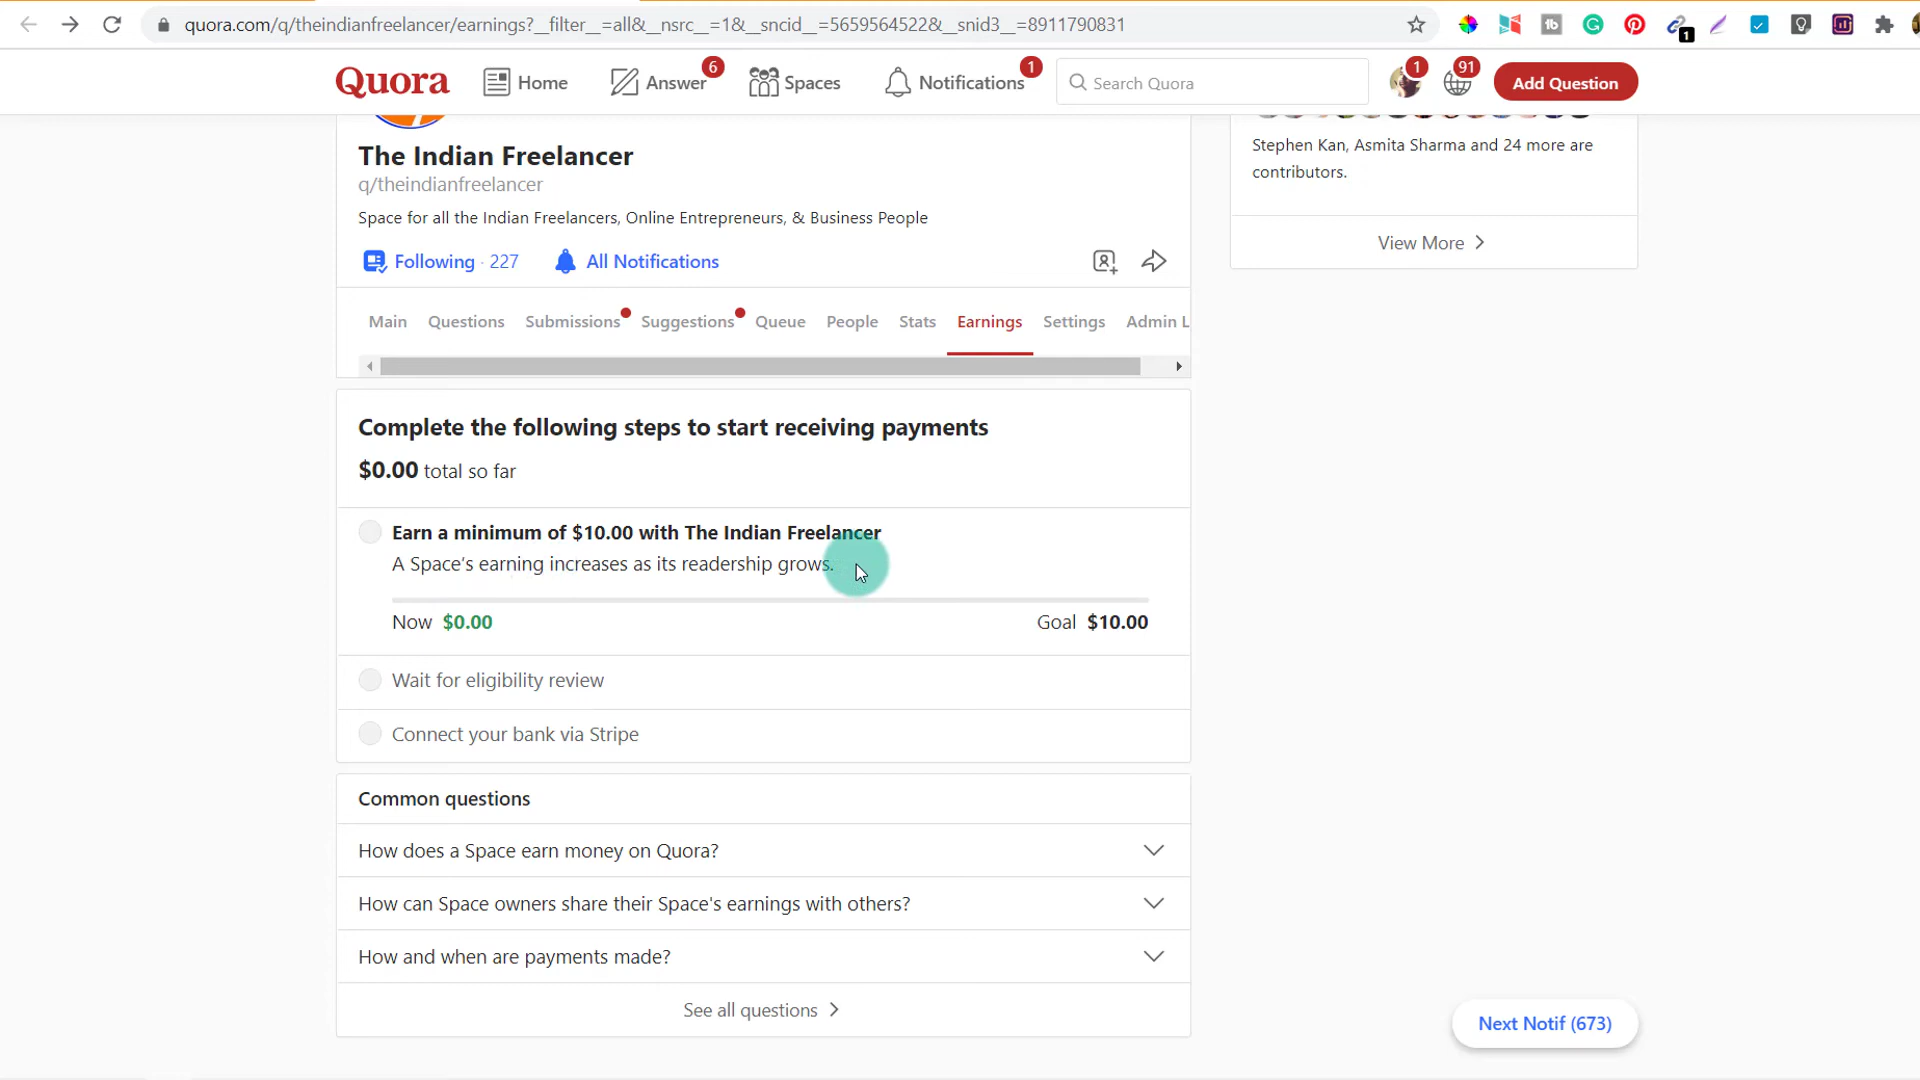 quora.com/q/theindianfreelancer/earnings?__filter__=all&__nsrc__=1&__sncid__=5659564522&__snid3__=8911790831
1
Quora Home Answer 6 Spaces Notifications 1 Search Quora 1 91 Add Question
The Indian Freelancer
q/theindianfreelancer
Space for all the Indian Freelancers, Online Entrepreneurs, & Business People
Following · 227 All Notifications
Stephen Kan, Asmita Sharma and 24 more are
contributors.
View More
Main Questions Submissions Suggestions Queue People Stats Earnings Settings Admin L
Complete the following steps to start receiving payments
$0.00 total so far
Earn a minimum of $10.00 with The Indian Freelancer
A Space's earning increases as its readership grows.
Now $0.00 Goal $10.00
Wait for eligibility review
Connect your bank via Stripe
Common questions
How does a Space earn money on Quora?
How can Space owners share their Space's earnings with others?
How and when are payments made?
See all questions
Next Notif (673)